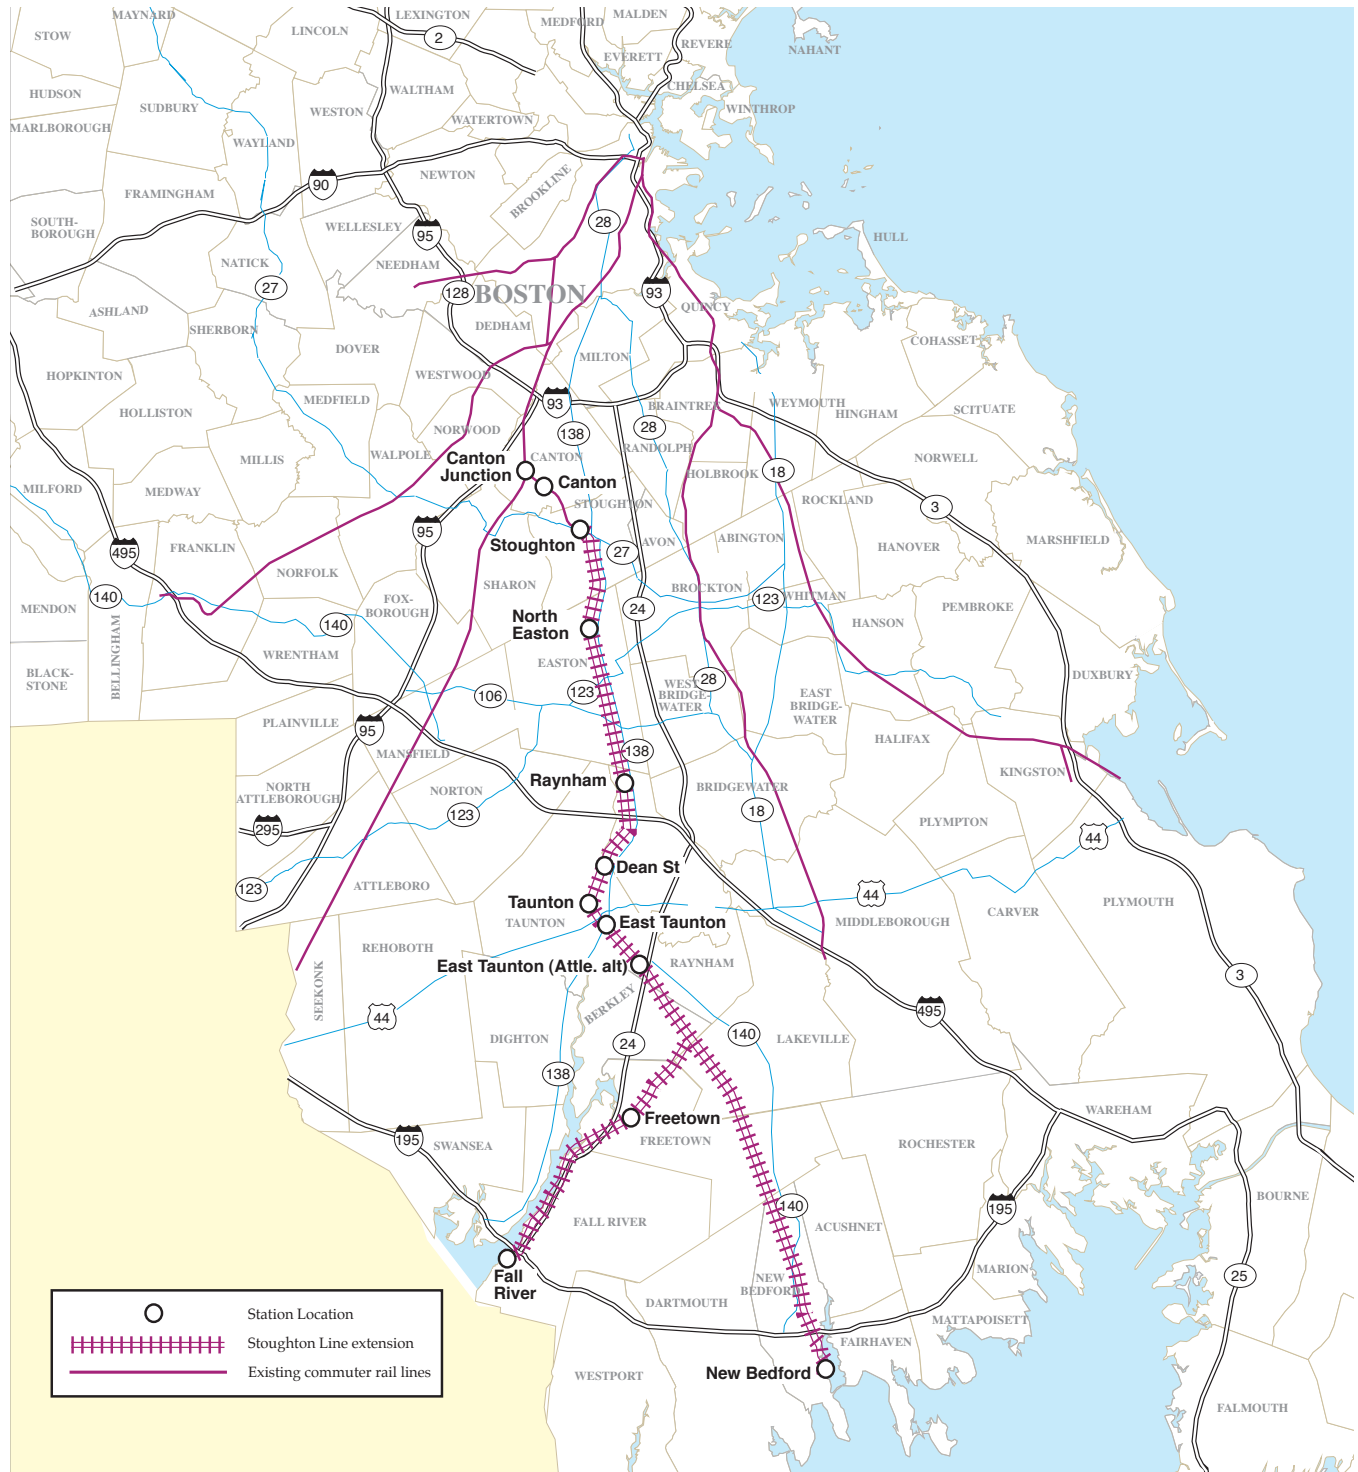 MAYNARD
LEXINGTON
STOW
LINCOLN
2
MEDFORD
MALDEN
REVERE
NAHANT
EVERETT
HUDSON
SUDBURY
WALTHAM
CHELSEA
WESTON
WINTHROP
MARLBOROUGH
WATERTOWN
WAYLAND
FRAMINGHAM
90
NEWTON
BROOKLINE
SOUTH-
BOROUGH
WELLESLEY
95
28
HULL
NATICK
NEEDHAM
27
128
BOSTON
93
QUINCY
ASHLAND
SHERBORN
DEDHAM
DOVER
MILTON
COHASSET
HOPKINTON
WESTWOOD
MEDFIELD
93
BRAINTREE
WEYMOUTH
HINGHAM
SCITUATE
HOLLISTON
NORWOOD
138
28
RANDOLPH
MILLIS
WALPOLE
Canton
Junction
CANTON
Canton
HOLBROOK
18
NORWELL
MILFORD
MEDWAY
STOUGHTON
ROCKLAND
3
95
Stoughton
AVON
ABINGTON
MARSHFIELD
495
FRANKLIN
27
HANOVER
NORFOLK
SHARON
BROCKTON
140
MENDON
FOX-
BOROUGH
24
123
WHITMAN
PEMBROKE
140
North
Easton
HANSON
BELLINGHAM
WRENTHAM
EASTON
BLACK-
STONE
106
123
WEST
BRIDGE-
WATER
28
EAST
BRIDGE-
WATER
DUXBURY
PLAINVILLE
95
HALIFAX
MANSFIELD
138
KINGSTON
NORTH
ATTLEBOROUGH
NORTON
Raynham
BRIDGEWATER
123
18
295
PLYMPTON
44
Dean St
123
ATTLEBORO
44
Taunton
PLYMOUTH
TAUNTON
East Taunton
MIDDLEBOROUGH
CARVER
REHOBOTH
East Taunton (Attle. alt)
RAYNHAM
3
SEEKONK
BERKLEY
44
495
DIGHTON
24
140
LAKEVILLE
138
Freetown
WAREHAM
195
SWANSEA
FREETOWN
ROCHESTER
BOURNE
140
195
FALL RIVER
ACUSHNET
Fall
River
NEW
BEDFORD
MARION
25
DARTMOUTH
MATTAPOISETT
FAIRHAVEN
New Bedford
WESTPORT
FALMOUTH
Station Location
Stoughton Line extension
Existing commuter rail lines